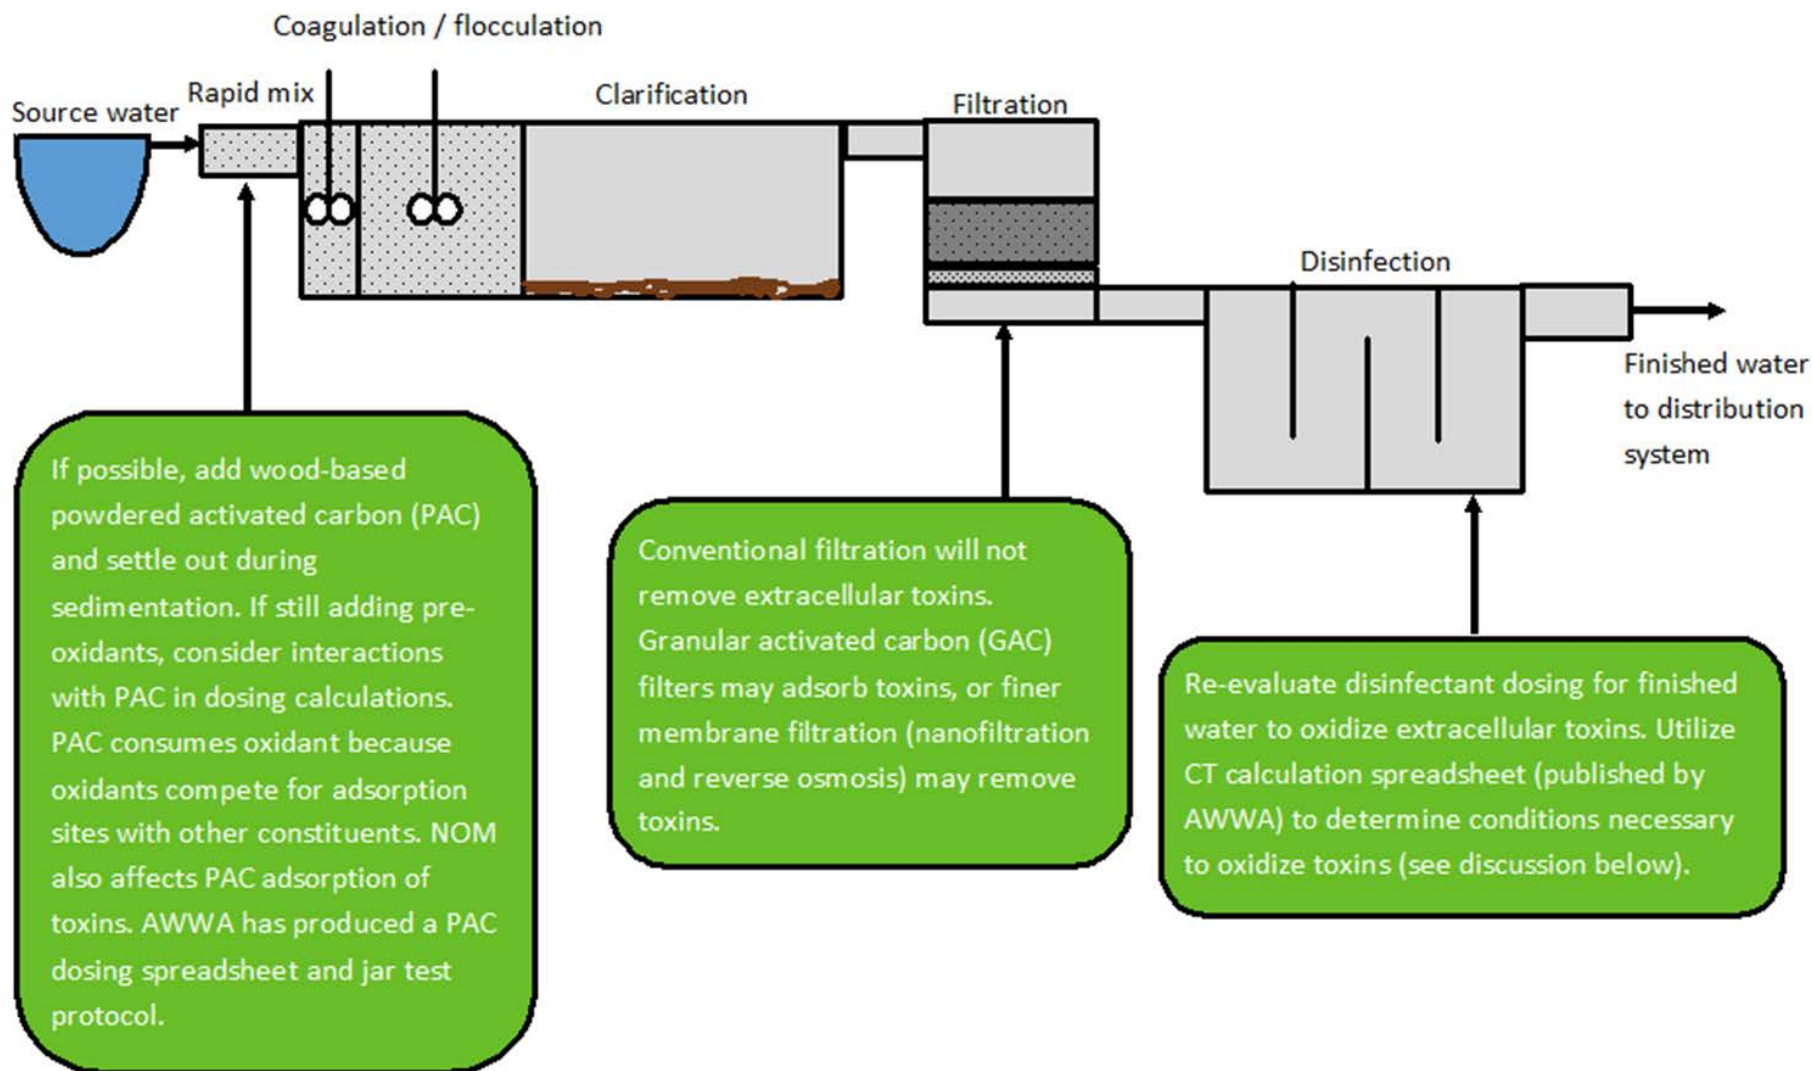 Coagulation / flocculation
Source water
Rapid mix
Clarification
Filtration
Disinfection
Finished water
to distribution
system
If possible, add wood-based
powdered activated carbon (PAC)
and settle out during
sedimentation. If still adding pre-
oxidants, consider interactions
with PAC in dosing calculations.
PAC consumes oxidant because
oxidants compete for adsorption
sites with other constituents. NOM
also affects PAC adsorption of
toxins. AWWA has produced a PAC
dosing spreadsheet and jar test
protocol.
Conventional filtration will not
remove extracellular toxins.
Granular activated carbon (GAC)
filters may adsorb toxins, or finer
membrane filtration (nanofiltration
and reverse osmosis) may remove
toxins.
Re-evaluate disinfectant dosing for finished
water to oxidize extracellular toxins. Utilize
CT calculation spreadsheet (published by
AWWA) to determine conditions necessary
to oxidize toxins (see discussion below).